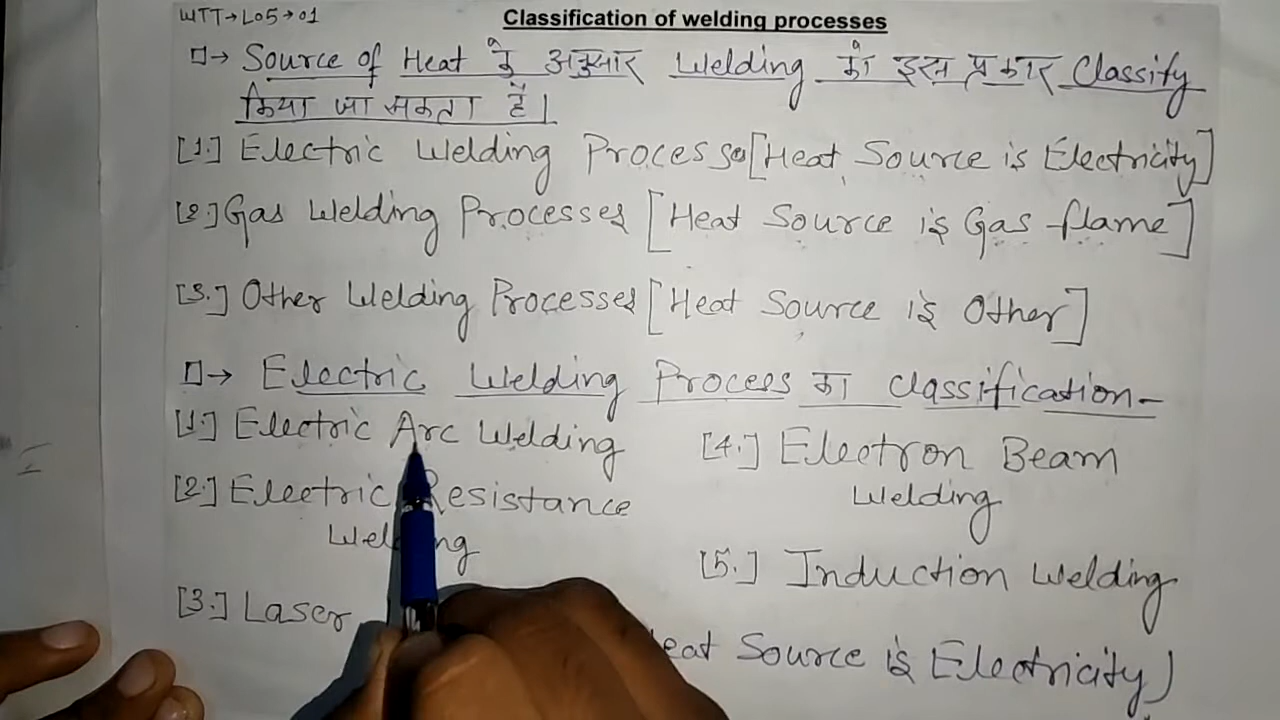 WTT→L05→01
Classification of welding processes
□→ Source of Heat के अनुसार Welding को इस प्रकार Classify
किया जा सकता है।
[1.] Electric Welding Processes [Heat Source is Electricity]
[2.] Gas Welding Processes [Heat Source is Gas flame]
[3.] Other Welding Processes [Heat Source is Other]
□→ Electric Welding Process का classification-
[1.] Electric Arc Welding
[2.] Electric Resistance
Welding
[3.] Laser
[4.] Electron Beam
Welding
[5.] Induction Welding
Source is Electricity)